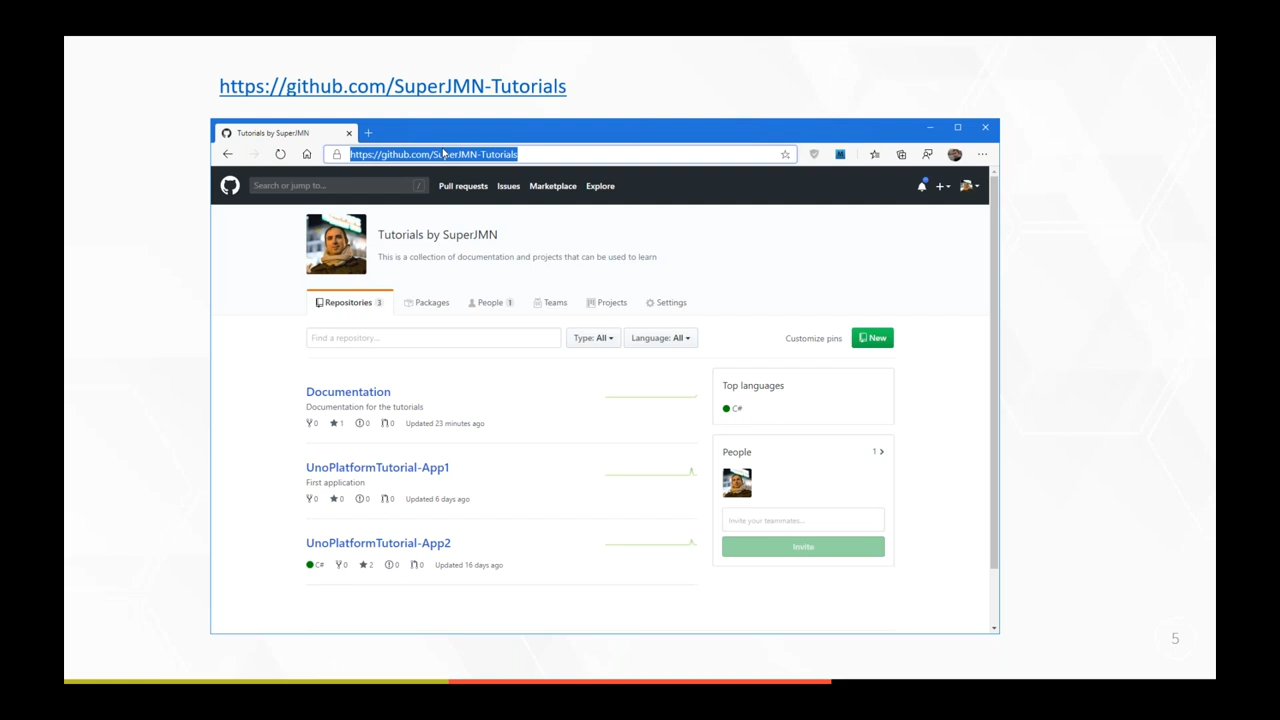 https://github.com/SuperJMN-Tutorials
Tutorials by SuperJMN
https://github.com/SuperJMN-Tutorials
Search or jump to...
/
Pull requests
Issues
Marketplace
Explore
Tutorials by SuperJMN
This is a collection of documentation and projects that can be used to learn
Repositories 3
Packages
People 1
Teams
Projects
Settings
Find a repository...
Type: All
Language: All
Customize pins
New
Documentation
Documentation for the tutorials
0 1 0 0 Updated 23 minutes ago
UnoPlatformTutorial-App1
First application
0 0 0 0 Updated 6 days ago
UnoPlatformTutorial-App2
C# 0 2 0 0 Updated 16 days ago
Top languages
C#
People
1
Invite your teammates...
Invite
5